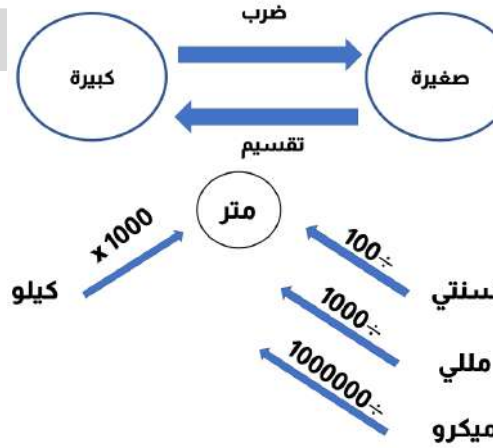 ضرب
كبيرة
صغيرة
تقسيم
متر
x 1000
كيلو
÷100
سنتي
÷1000
مللي
÷1000000
ميكرو